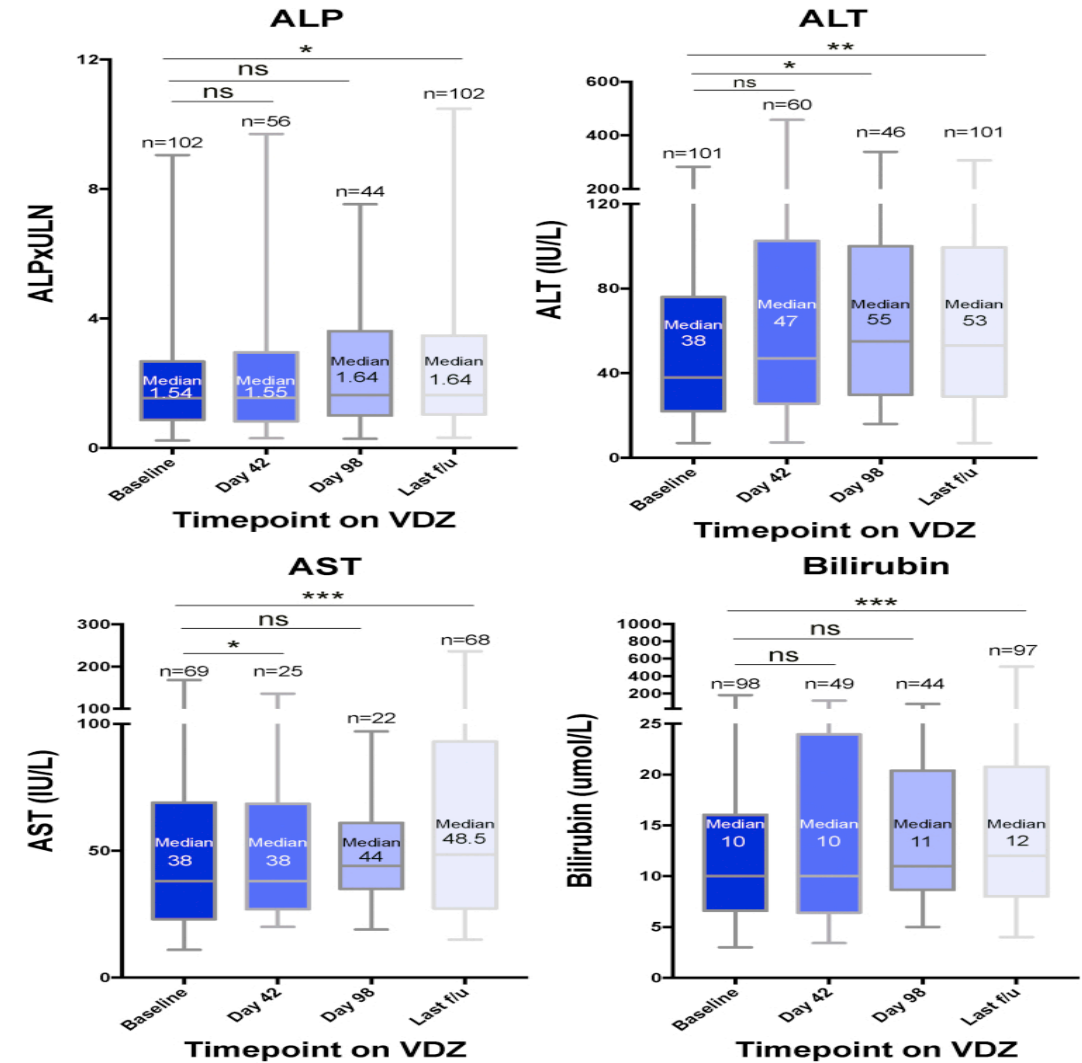 ALP
*
ns
ns
n=102
n=56
n=44
n=102
12
8
4
0
ALPxULN
Median
1.54
Median
1.55
Median
1.64
Median
1.64
Baseline
Day 42
Day 98
Last f/u
Timepoint on VDZ
ALT
**
*
ns
n=101
n=60
n=46
n=101
600
400
200
120
80
40
0
ALT (IU/L)
Median
38
Median
47
Median
55
Median
53
Baseline
Day 42
Day 98
Last f/u
Timepoint on VDZ
AST
***
ns
*
n=69
n=25
n=22
n=68
300
200
100
100
50
0
AST (IU/L)
Median
38
Median
38
Median
44
Median
48.5
Baseline
Day 42
Day 98
Last f/u
Timepoint on VDZ
Bilirubin
***
ns
ns
n=98
n=49
n=44
n=97
1000
800
600
400
200
25
20
15
10
5
0
Bilirubin (umol/L)
Median
10
Median
10
Median
11
Median
12
Baseline
Day 42
Day 98
Last f/u
Timepoint on VDZ